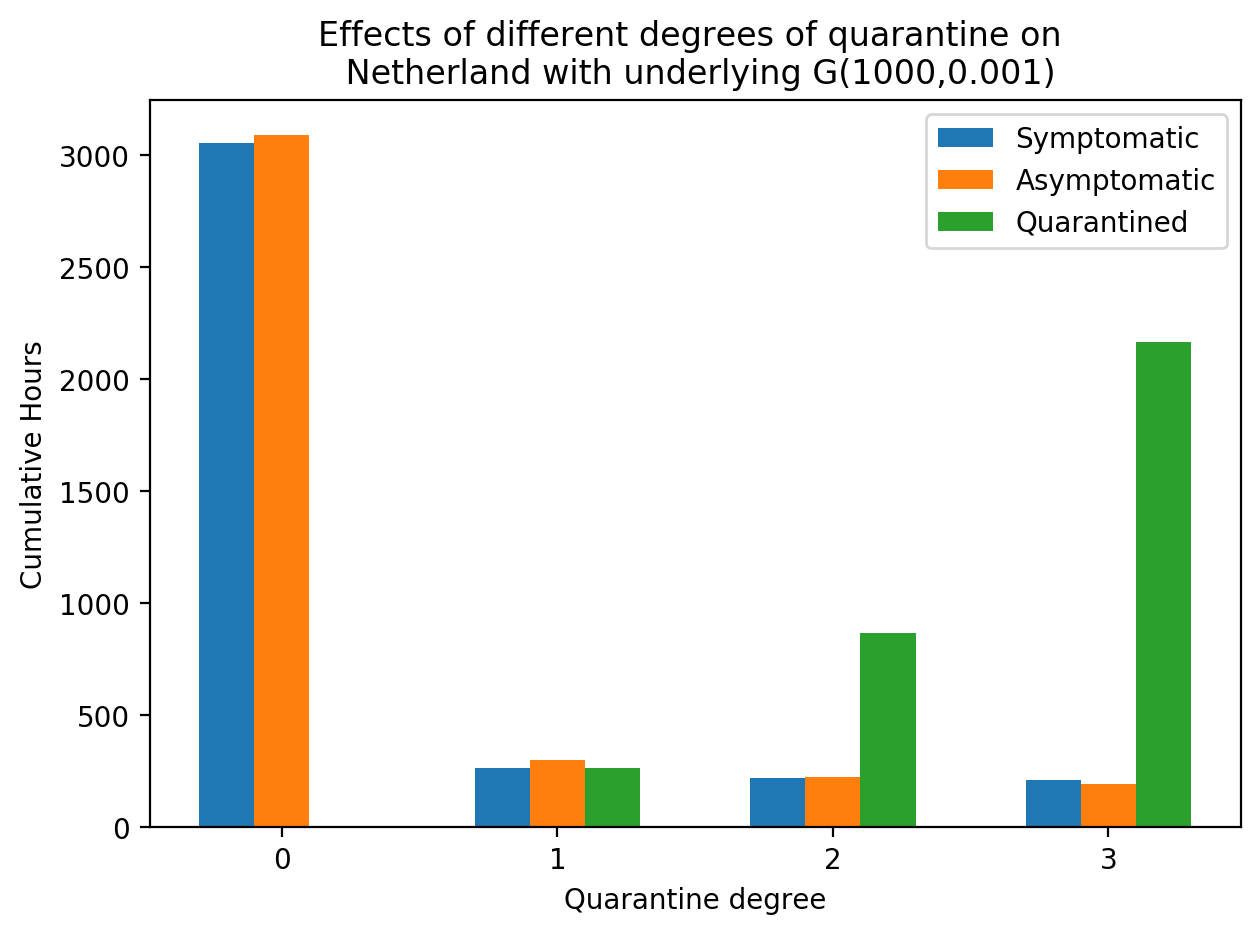 Effects of different degrees of quarantine on
Netherland with underlying G(1000,0.001)
Symptomatic
Asymptomatic
Quarantined
3000
2500
2000
1500
1000
500
0
Cumulative Hours
0 1 2 3
Quarantine degree